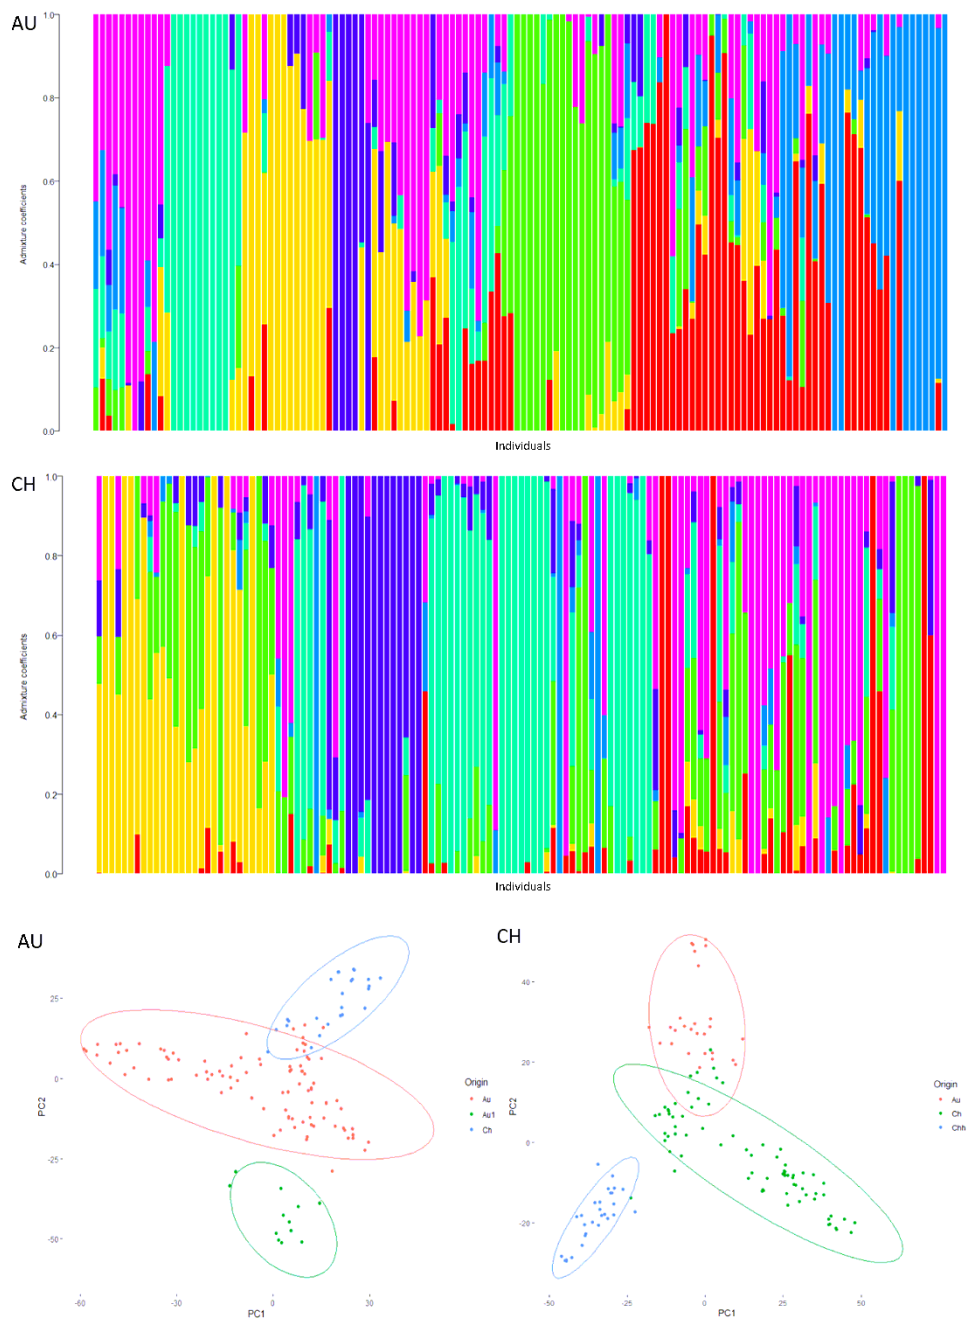 AU
1.0
0.8
0.6
0.4
0.2
0.0
Admixture coefficients
Individuals
CH
1.0
0.8
0.6
0.4
0.2
0.0
Admixture coefficients
Individuals
AU
25
0
-25
-50
PC2
-60
-30
0
30
PC1
Origin
Au
Au1
Ch
CH
40
20
0
-20
PC2
-50
-25
0
25
50
PC1
Origin
Au
Ch
Chh